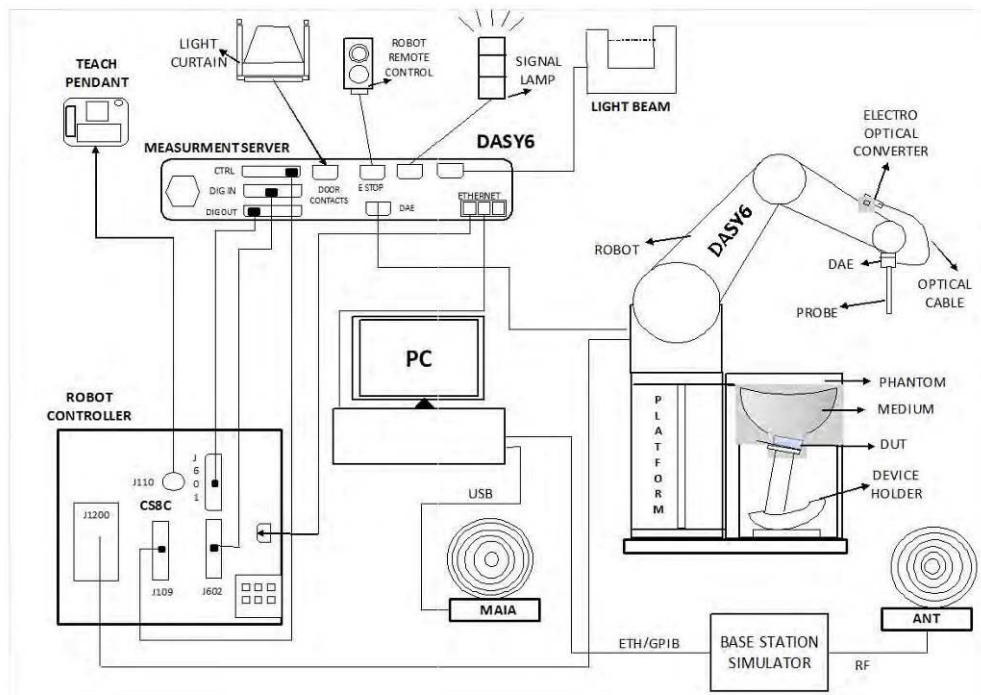 LIGHT
CURTAIN
ROBOT
REMOTE
CONTROL
SIGNAL
LAMP
LIGHT BEAM
TEACH
PENDANT
MEASURMENT SERVER
DASY6
CTRL
DIG IN
DIG OUT
DOOR
CONTACTS
E STOP
DAE
ETHERNET
ELECTRO
OPTICAL
CONVERTER
ROBOT
DASY6
DAE
OPTICAL
CABLE
PROBE
PC
PLATFORM
PHANTOM
MEDIUM
DUT
DEVICE
HOLDER
ROBOT
CONTROLLER
J110
J601
CS8C
J1200
J109
J602
USB
MAIA
ETH/GPIB
BASE STATION
SIMULATOR
RF
ANT